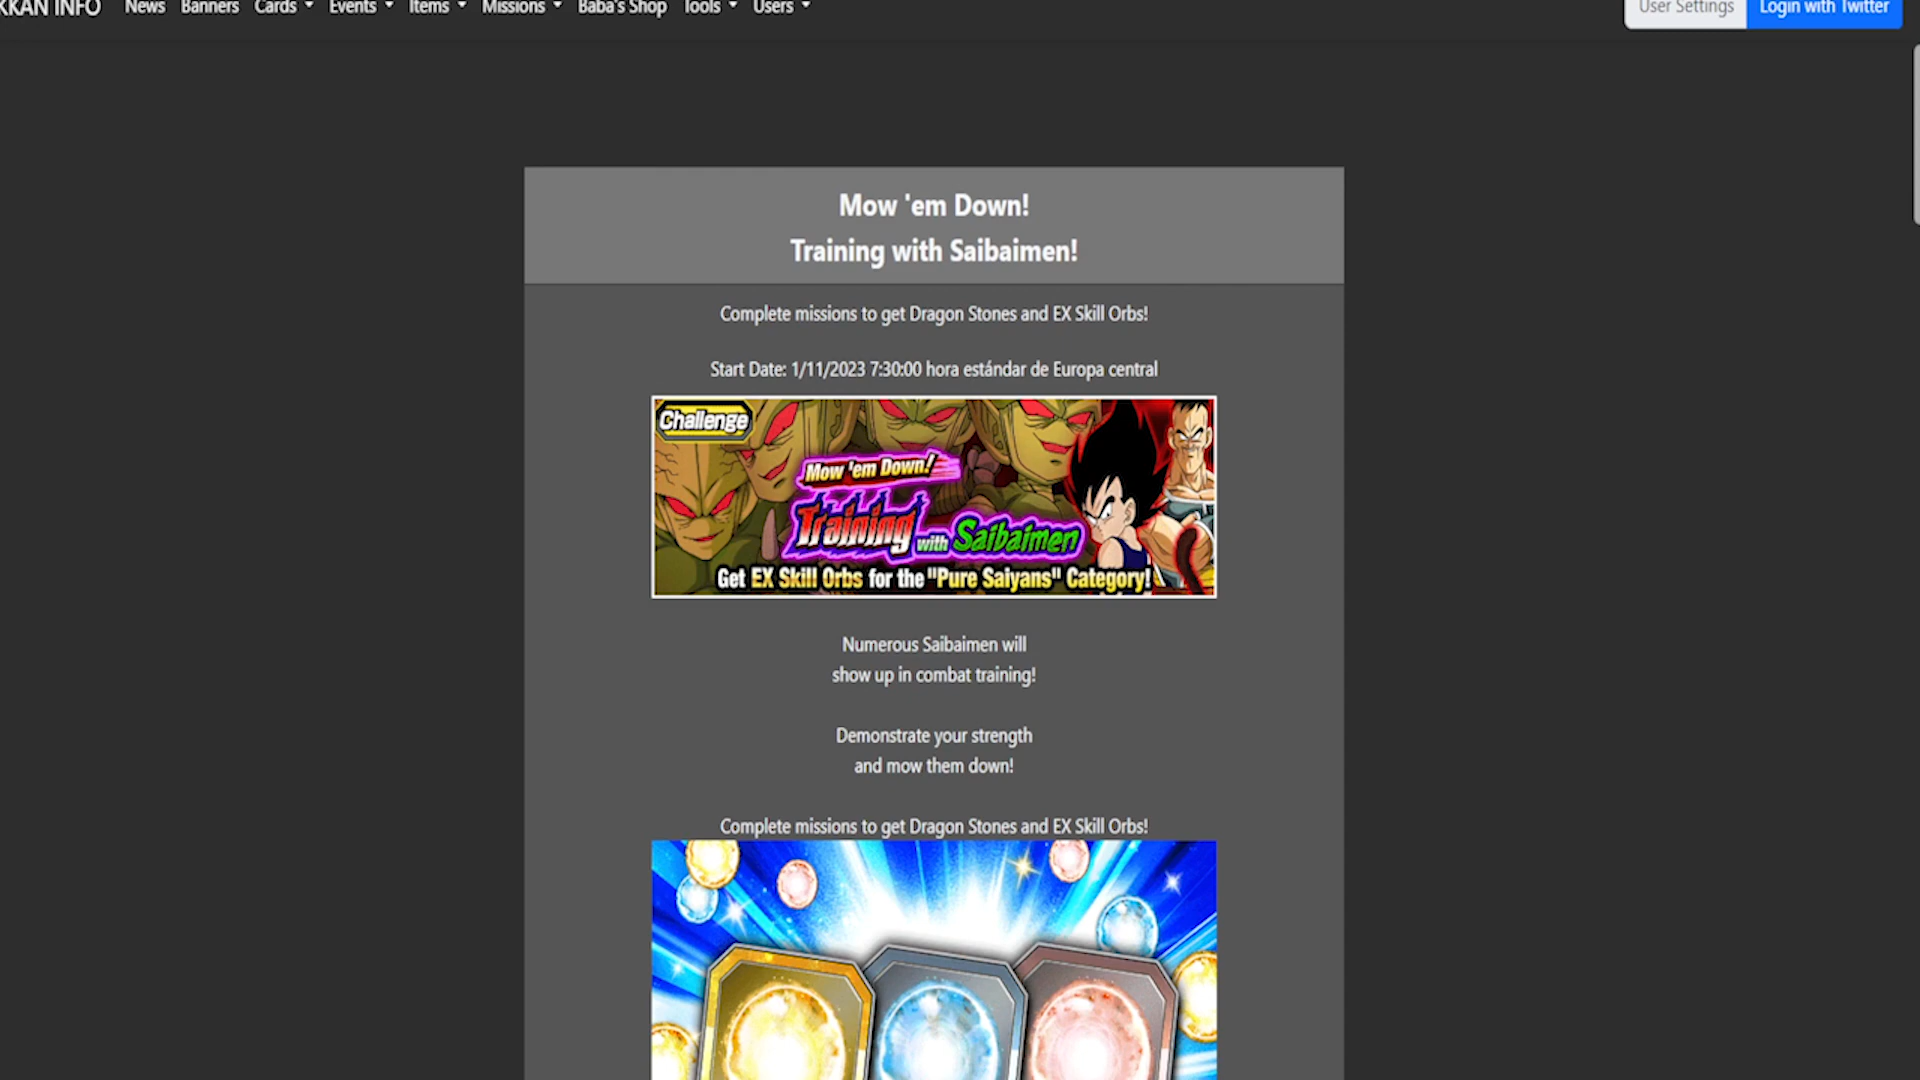 KKAN INFO News Banners Cards Events Items Missions Baba's Shop Tools Users User Settings Login with Twitter
Mow 'em Down!
Training with Saibaimen!
Complete missions to get Dragon Stones and EX Skill Orbs!
Start Date: 1/11/2023 7:30:00 hora estándar de Europa central
Challenge
Mow 'em Down!
Training with Saibaimen
Get EX Skill Orbs for the "Pure Saiyans" Category!
Numerous Saibaimen will
show up in combat training!
Demonstrate your strength
and mow them down!
Complete missions to get Dragon Stones and EX Skill Orbs!